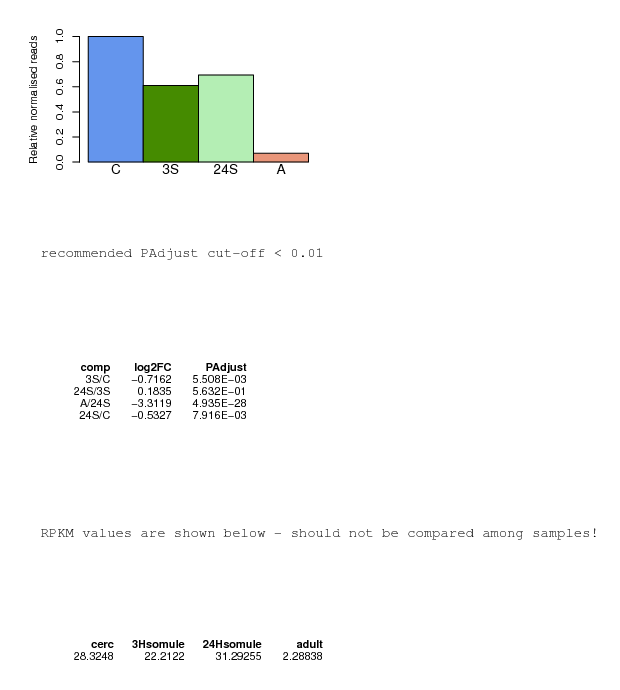 Relative normalised reads
1.0
0.8
0.6
0.4
0.2
0.0
C 3S 24S A
recommended PAdjust cut-off < 0.01
comp log2FC PAdjust
3S/C −0.7162 5.508E−03
24S/3S 0.1835 5.632E−01
A/24S −3.3119 4.935E−28
24S/C −0.5327 7.916E−03
RPKM values are shown below - should not be compared among samples!
cerc 3Hsomule 24Hsomule adult
28.3248 22.2122 31.29255 2.28838